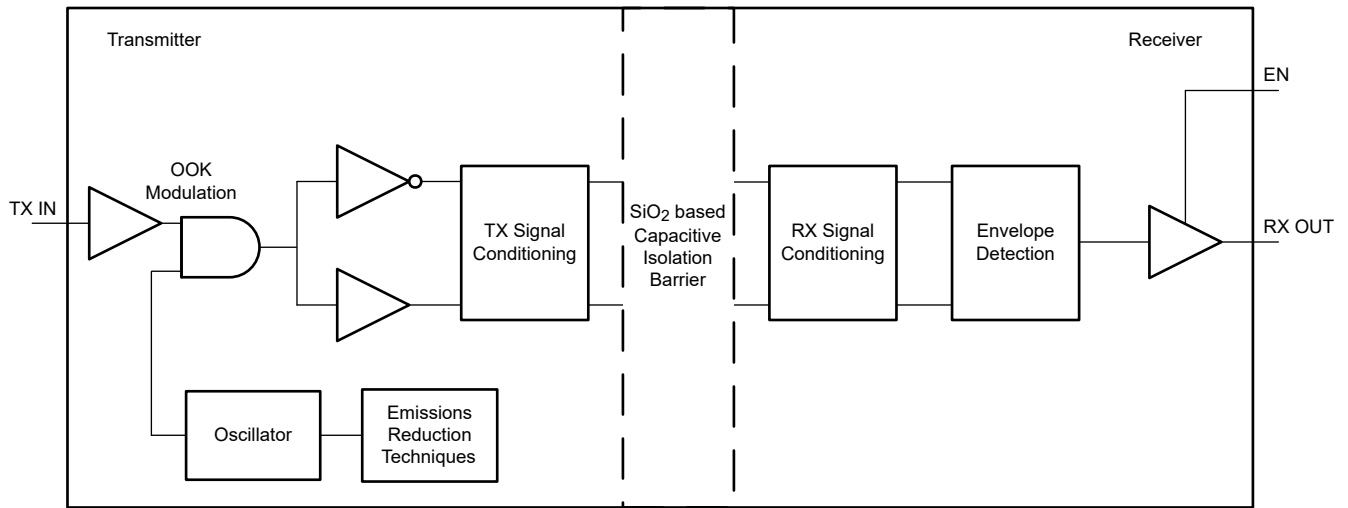 Transmitter
Receiver
EN
OOK
Modulation
TX IN
TX Signal
Conditioning
SiO2 based
Capacitive
Isolation
Barrier
RX Signal
Conditioning
Envelope
Detection
RX OUT
Oscillator
Emissions
Reduction
Techniques